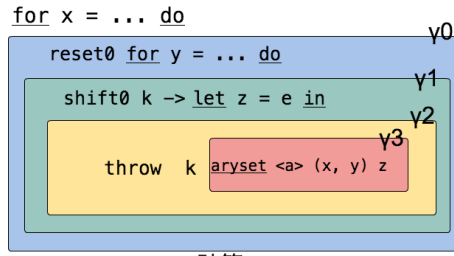 for x = ... do
γ0
reset0 for y = ... do
γ1
shift0 k -> let z = e in
γ2
γ3
throw k aryset <a> (x, y) z